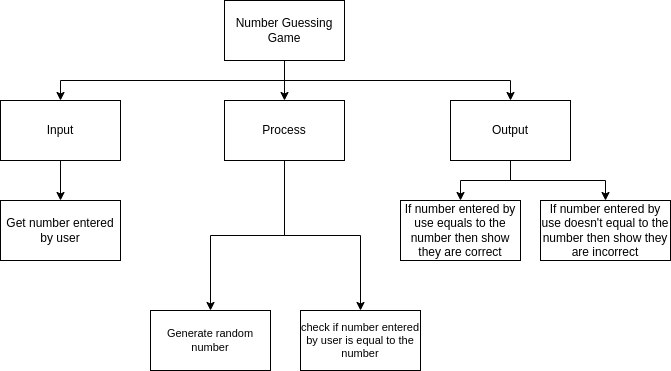 Number Guessing
Game
Input
Process
Output
Get number entered
by user
If number entered by
use equals to the
number then show
they are correct
If number entered by
use doesn't equal to the
number then show they
are incorrect
Generate random
number
check if number entered
by user is equal to the
number